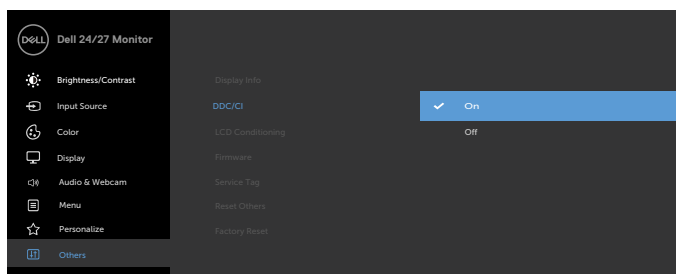 DELL
Dell 24/27 Monitor
Brightness/Contrast
Display Info
Input Source
DDC/CI
On
Color
LCD Conditioning
Off
Display
Firmware
Audio & Webcam
Service Tag
Menu
Reset Others
Personalize
Factory Reset
Others